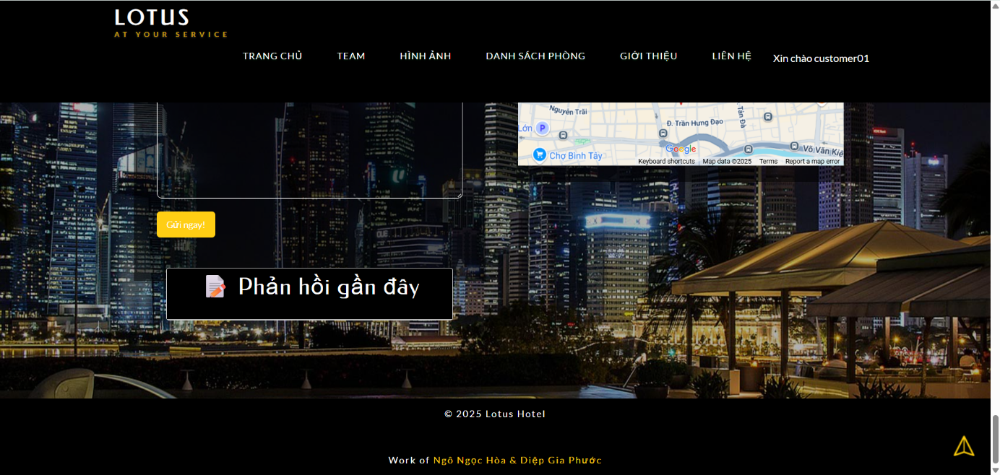 LOTUS
AT YOUR SERVICE
TRANG CHỦ TEAM HÌNH ẢNH DANH SÁCH PHÒNG GIỚI THIỆU LIÊN HỆ Xin chào customer01
Nguyễn Trãi
Tản Đà
Đ. Trần Hưng Đạo
Lớn P
Google
Võ Văn Kiệ
Chợ Bình Tây
Keyboard shortcuts Map data ©2025 Terms Report a map error
Gửi ngay!
📝 Phản hồi gần đây
© 2025 Lotus Hotel
Work of Ngô Ngọc Hòa & Diệp Gia Phước